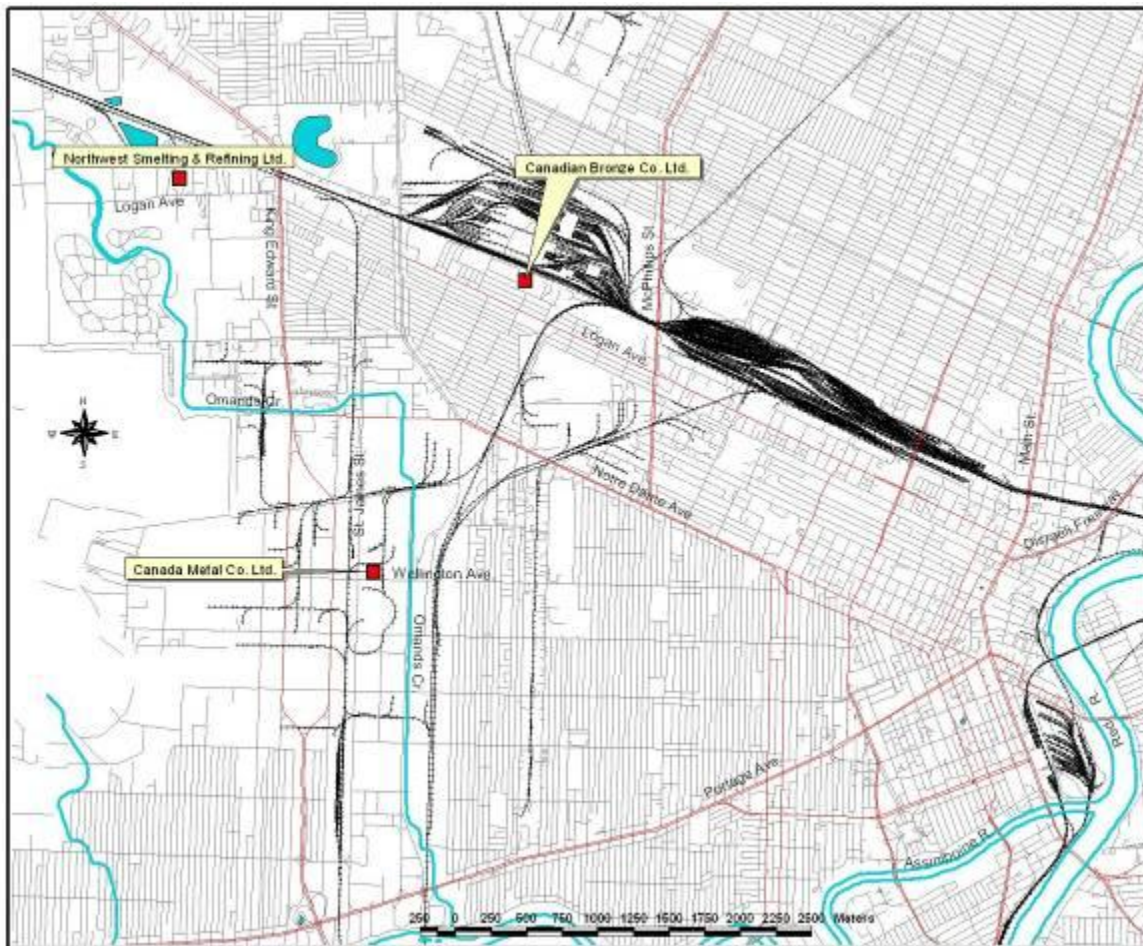 Northwest Smelting & Refining Ltd.
Canadian Bronze Co. Ltd.
Logan Ave
King Edward St
McPhillips St
Logan Ave
Omands Cr
N
W
E
S
St. James St
Notre Dame Ave
Main St
Disraeli Freeway
Canada Metal Co. Ltd.
Wellington Ave
Omands Cr
Red R
Portage Ave
Assiniboine R
250 0 250 500 750 1000 1250 1500 1750 2000 2250 2500 Meters